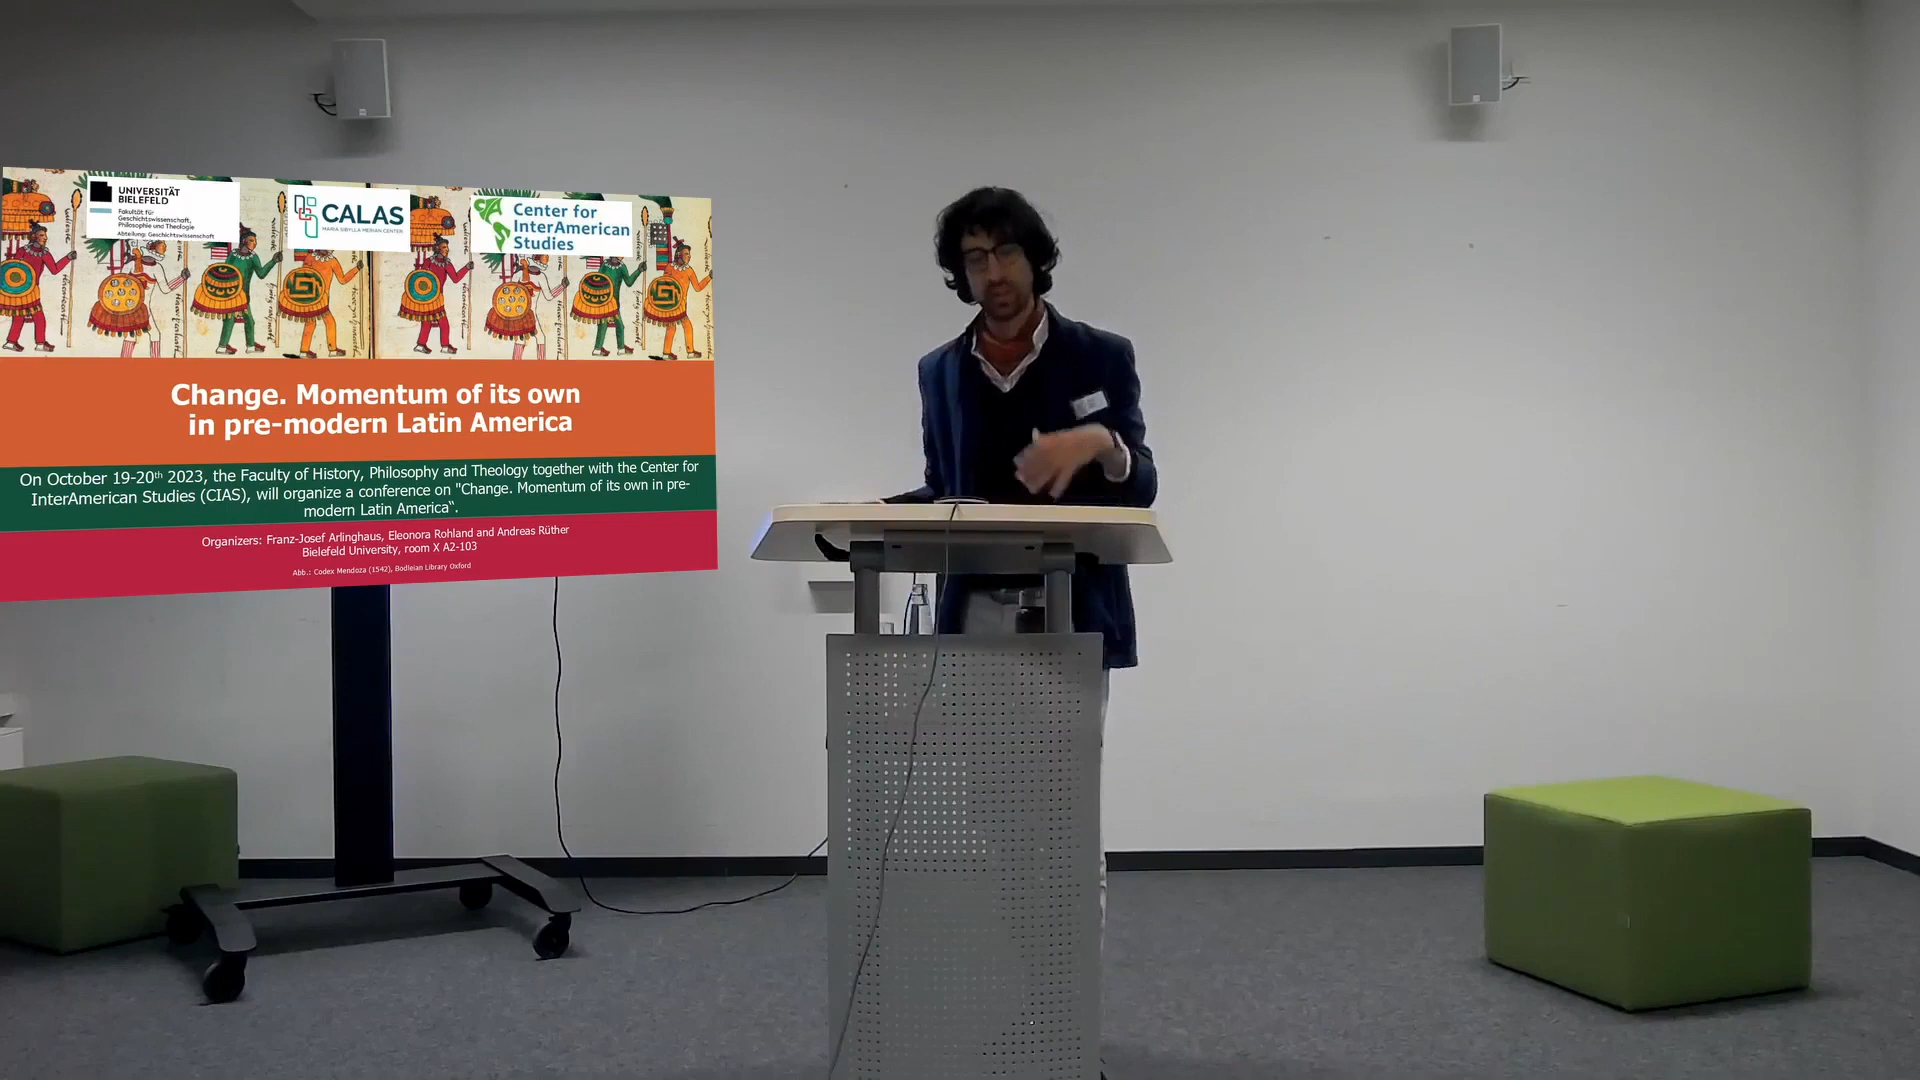 UNIVERSITÄT
BIELEFELD
Fakultät für
Geschichtswissenschaft,
Philosophie und Theologie
Abteilung: Geschichtswissenschaft
CALAS
MARIA SIBYLLA MERIAN CENTER
CIAS
Center for
InterAmerican
Studies
Change. Momentum of its own
in pre-modern Latin America
On October 19-20th 2023, the Faculty of History, Philosophy and Theology together with the Center for
InterAmerican Studies (CIAS), will organize a conference on "Change. Momentum of its own in pre-
modern Latin America“.
Organizers: Franz-Josef Arlinghaus, Eleonora Rohland and Andreas Rüther
Bielefeld University, room X A2-103
Abb.: Codex Mendoza (1542), Bodleian Library Oxford